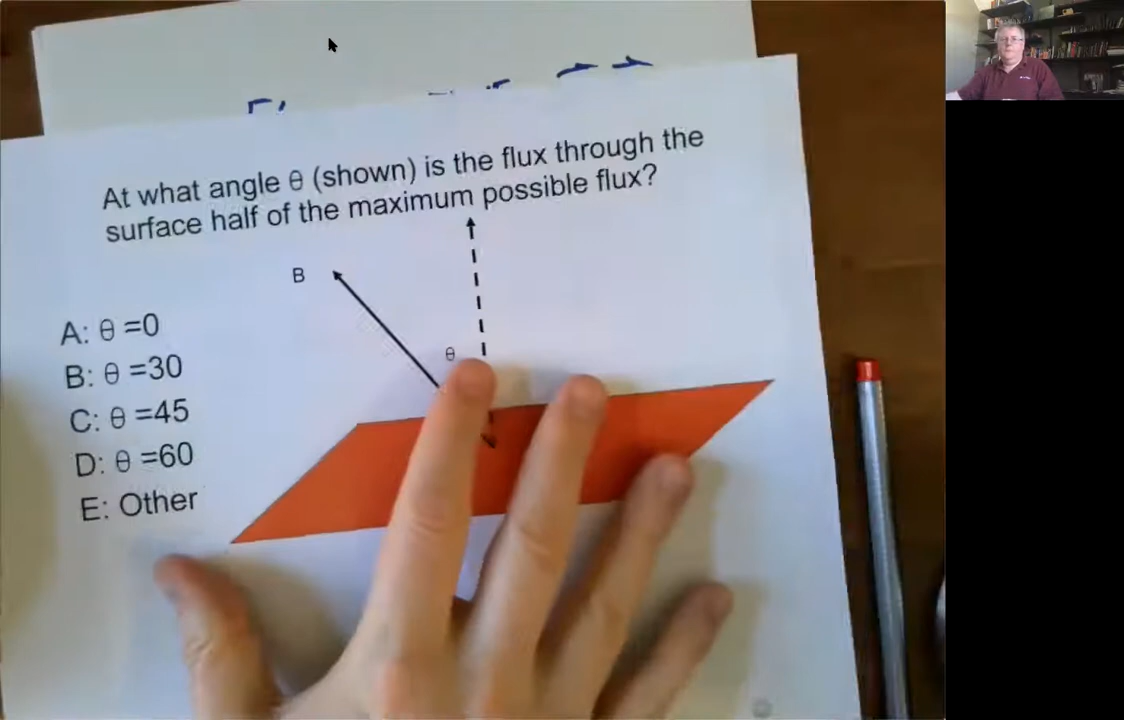 At what angle θ (shown) is the flux through the
surface half of the maximum possible flux?
B
θ
A: θ =0
B: θ =30
C: θ =45
D: θ =60
E: Other